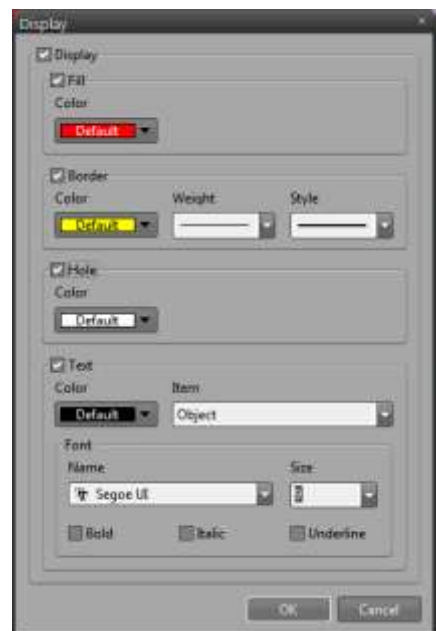 Display
Display
Fill
Color
Default
Border
Color Weight Style
Default
Hole
Color
Default
Text
Color Item
Default Object
Font
Name Size
Segoe UI
Bold Italic Underline
OK Cancel